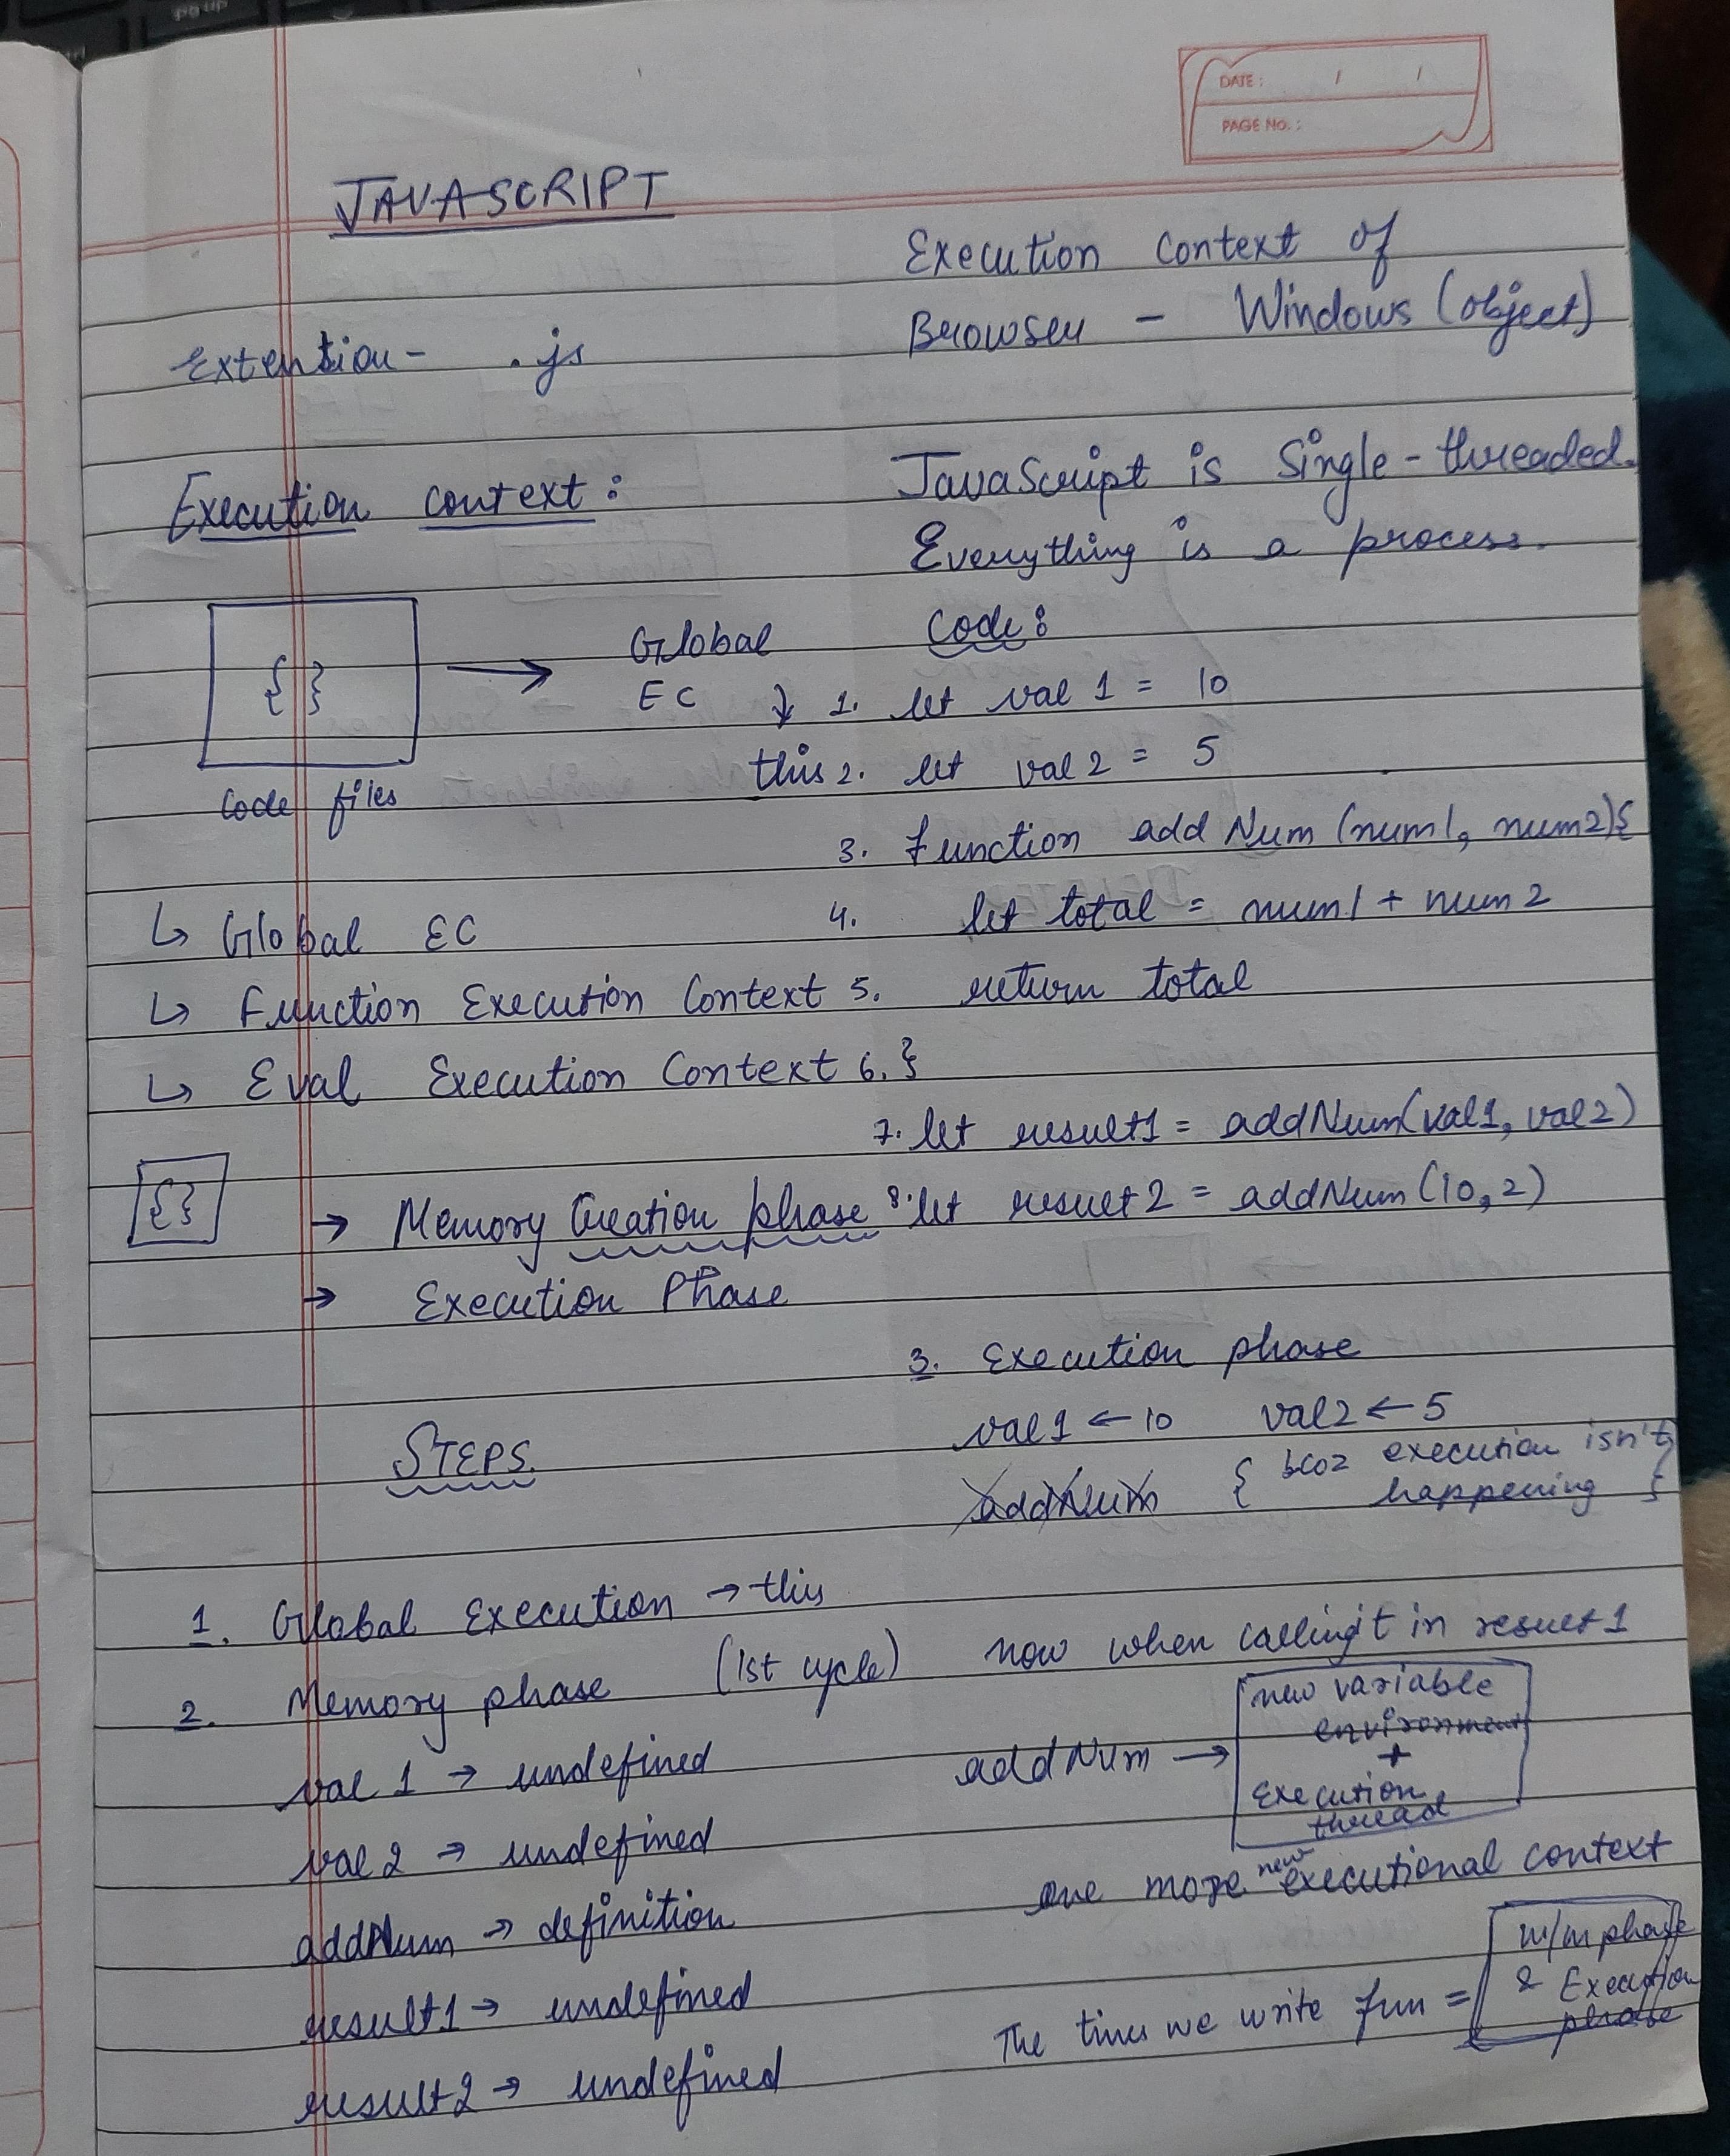 pg up
DATE : / /
PAGE NO. :
JAVASCRIPT
Extention - .js
Execution context :
{ }
Code files
→ Global
EC ↓
this
↳ Global EC
↳ Function Execution Context
↳ Eval Execution Context
{ }
→ Memory Creation phase
→ Execution Phase
STEPS.
1. Global Execution → this
2. Memory phase (1st cycle)
val 1 → undefined
val 2 → undefined
addNum → definition
result1 → undefined
result2 → undefined
Execution Context of
Browser - Windows (object)
JavaScript is Single-threaded.
Everything is a process.
Code :
1. let val 1 = 10
2. let val 2 = 5
3. function add Num (num1, num2){
4. let total = num1 + num 2
5. return total
6. }
7. let result1 = addNum(val1, val2)
8. let result2 = addNum(10,2)
3. Execution phase
val1 ← 10 val2 ← 5
addNum { bcoz execution isn't
happening }
now when calling it in result1
addNum →
new variable
environment
+
Execution
thread
one more new executional context
The times we write fun =
m/m phase
& Execution
phase